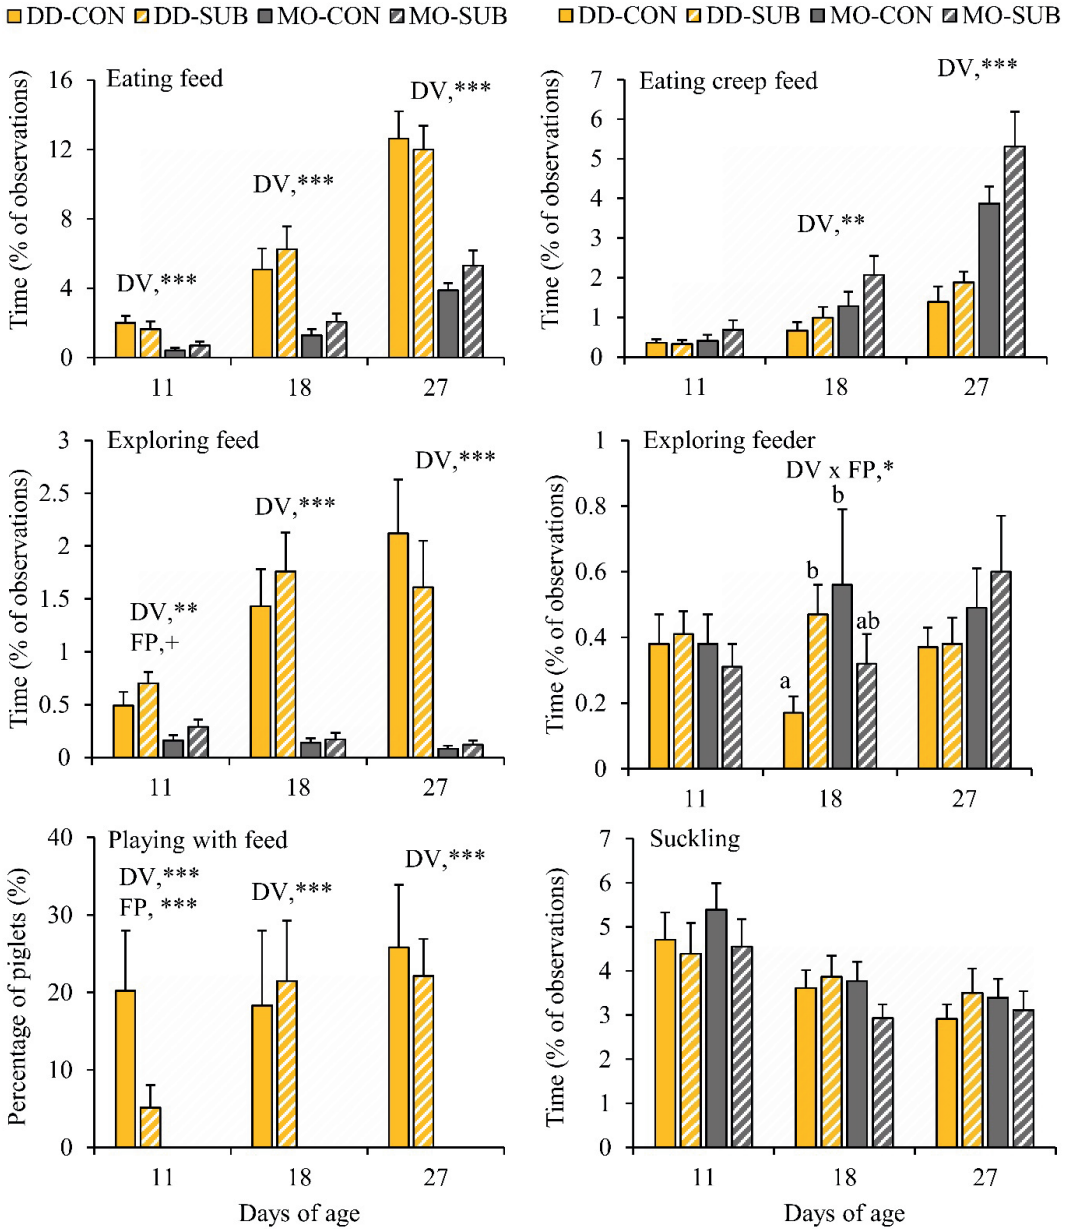 DD-CON DD-SUB MO-CON MO-SUB
DD-CON DD-SUB MO-CON MO-SUB
Eating feed
Time (% of observations)
16
12
8
4
0
DV,***
DV,***
DV,***
11 18 27
Eating creep feed
Time (% of observations)
7
6
5
4
3
2
1
0
DV,**
DV,***
11 18 27
Exploring feed
Time (% of observations)
3
2.5
2
1.5
1
0.5
0
DV,**
FP,+
DV,***
DV,***
11 18 27
Exploring feeder
Time (% of observations)
1
0.8
0.6
0.4
0.2
0
DV x FP,*
a
b
b
ab
11 18 27
Playing with feed
Percentage of piglets (%)
40
30
20
10
0
DV,***
FP, ***
DV,***
DV,***
11 18 27
Days of age
Suckling
Time (% of observations)
7
6
5
4
3
2
1
0
11 18 27
Days of age